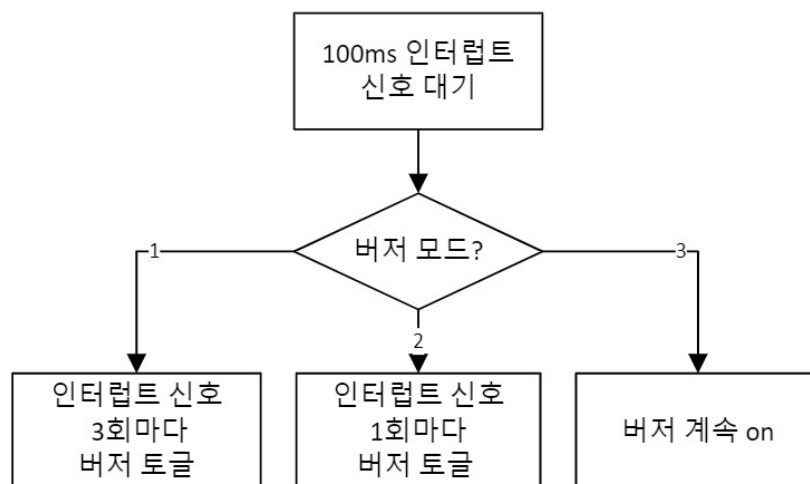 100ms 인터럽트
신호 대기
버저 모드?
1
2
3
인터럽트 신호
3회마다
버저 토글
인터럽트 신호
1회마다
버저 토글
버저 계속 on